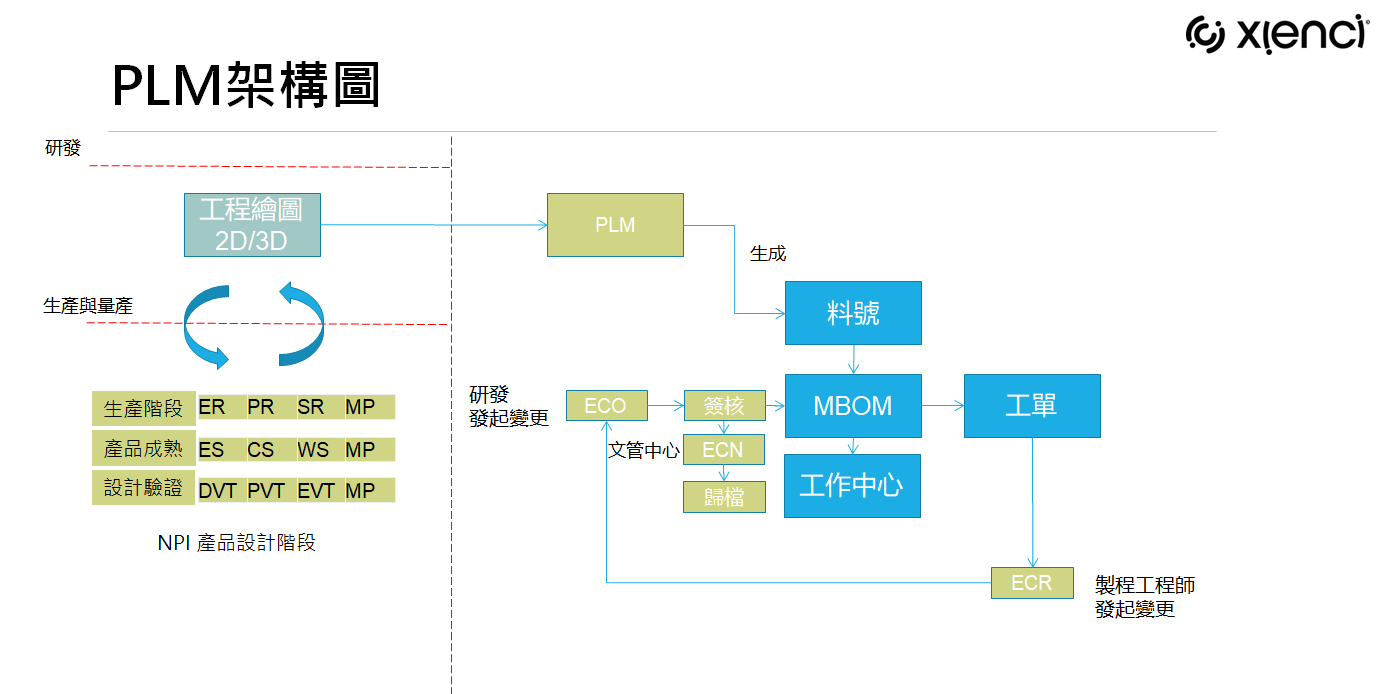 xienci
PLM架構圖
研發
工程繪圖
2D/3D
PLM
生成
生產與量產
料號
研發
發起變更
ECO
簽核
MBOM
工單
文管中心
ECN
工作中心
歸檔
生產階段 ER PR SR MP
產品成熟 ES CS WS MP
設計驗證 DVT PVT EVT MP
NPI 產品設計階段
ECR
製程工程師
發起變更